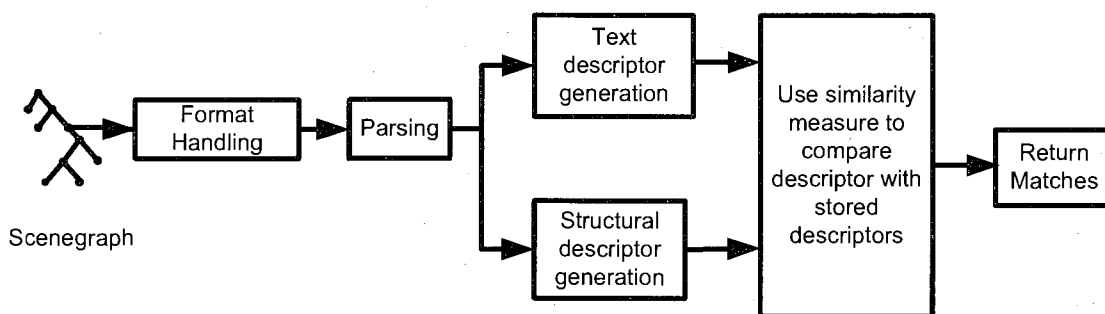 Scenegraph
Format
Handling
Parsing
Text
descriptor
generation
Structural
descriptor
generation
Use similarity
measure to
compare
descriptor with
stored
descriptors
Return
Matches